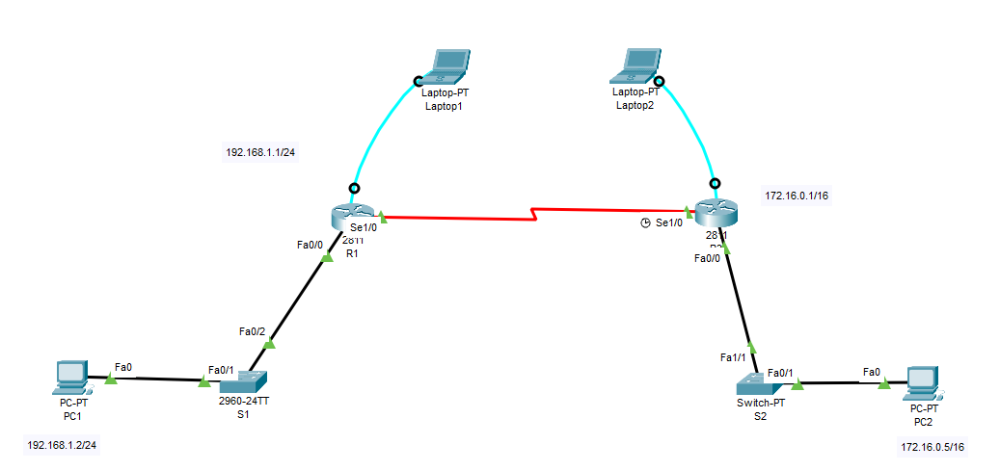 Laptop-PT
Laptop1
Laptop-PT
Laptop2
192.168.1.1/24
172.16.0.1/16
Se1/0
2811
R1
Se1/0
2811
Fa0/0
Fa0/0
Fa0/2
Fa1/1
Fa0
Fa0/1
PC-PT
PC1
2960-24TT
S1
Fa0/1
Fa0
Switch-PT
S2
PC-PT
PC2
192.168.1.2/24
172.16.0.5/16